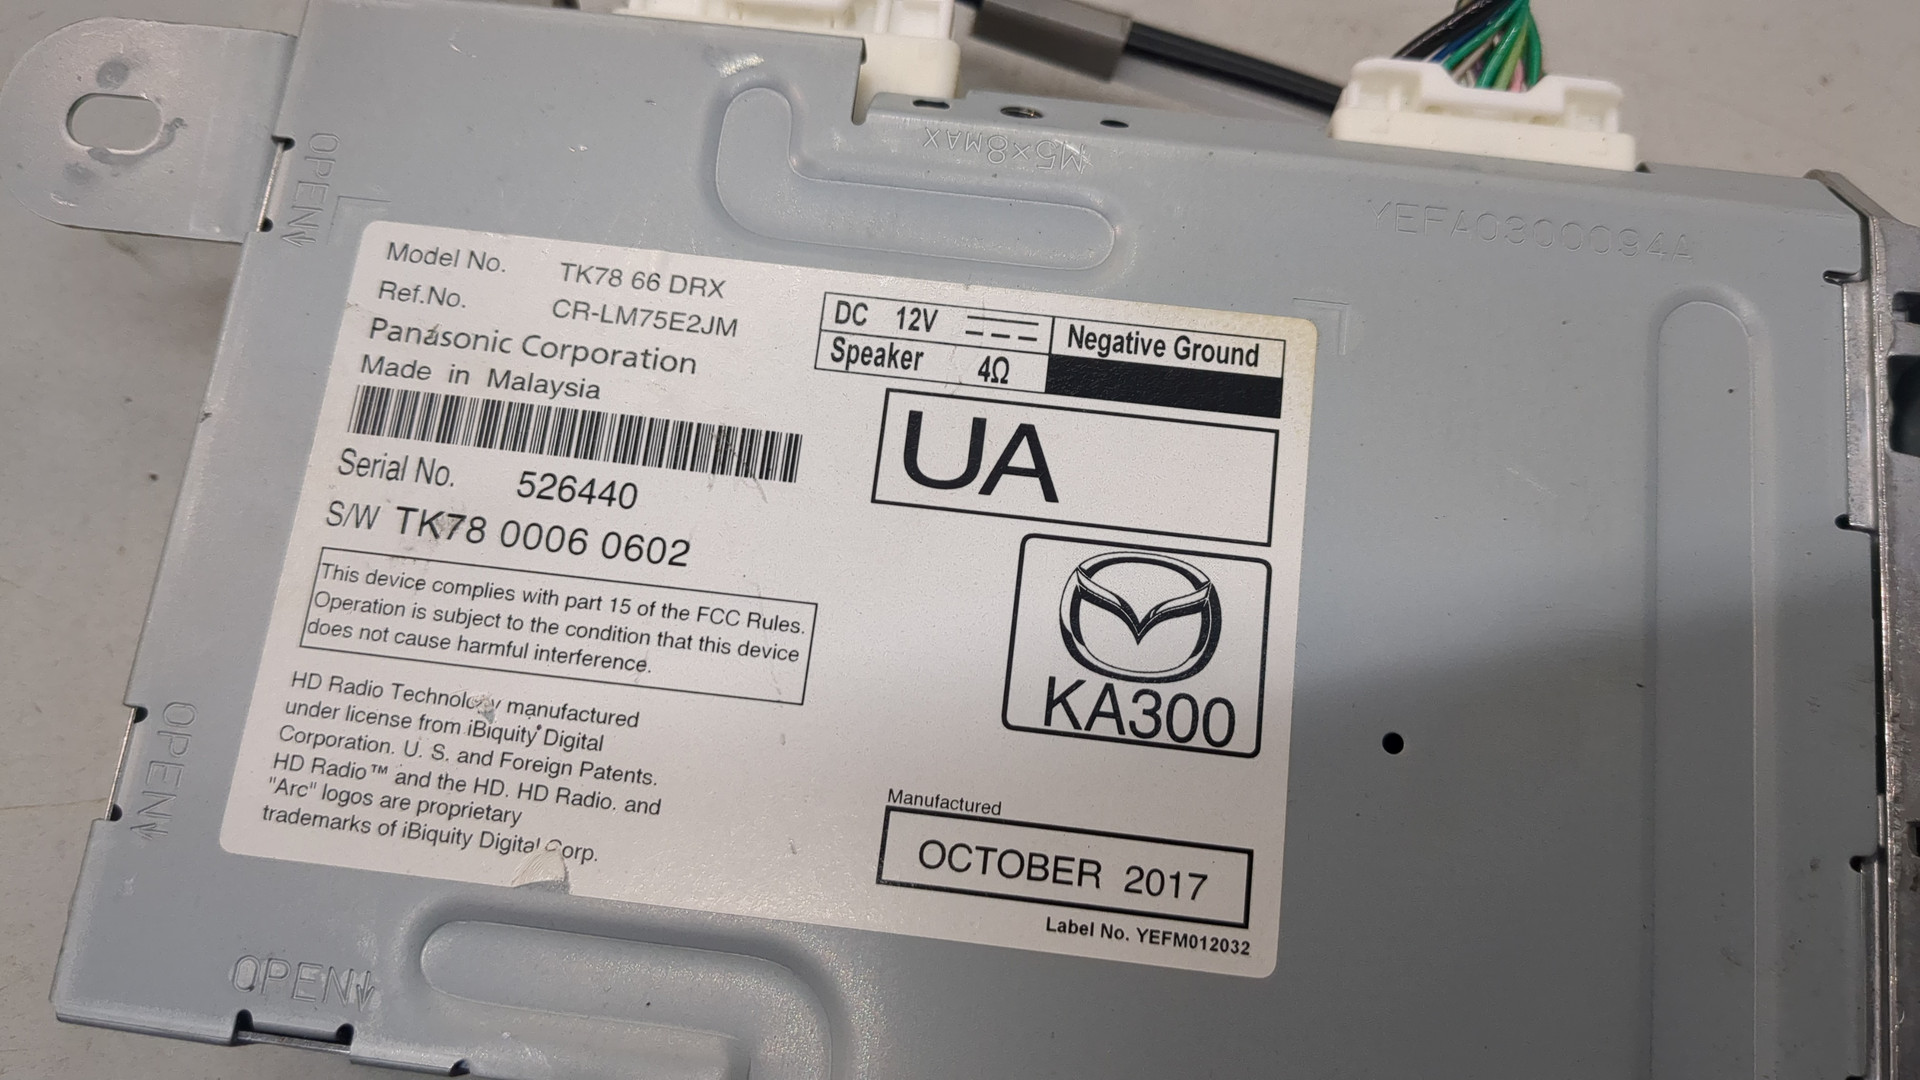 OPEN
M5×8MAX
YEFA0300094A
Model No. TK78 66 DRX
Ref.No. CR-LM75E2JM
Panasonic Corporation
Made in Malaysia
Serial No. 526440
S/W TK78 0006 0602
This device complies with part 15 of the FCC Rules.
Operation is subject to the condition that this device
does not cause harmful interference.
HD Radio Technology manufactured
under license from iBiquity Digital
Corporation. U. S. and Foreign Patents.
HD Radio™ and the HD. HD Radio. and
"Arc" logos are proprietary
trademarks of iBiquity Digital Corp.
DC 12V Negative Ground
Speaker 4Ω
UA
KA300
Manufactured
OCTOBER 2017
Label No. YEFM012032
OPEN
OPEN